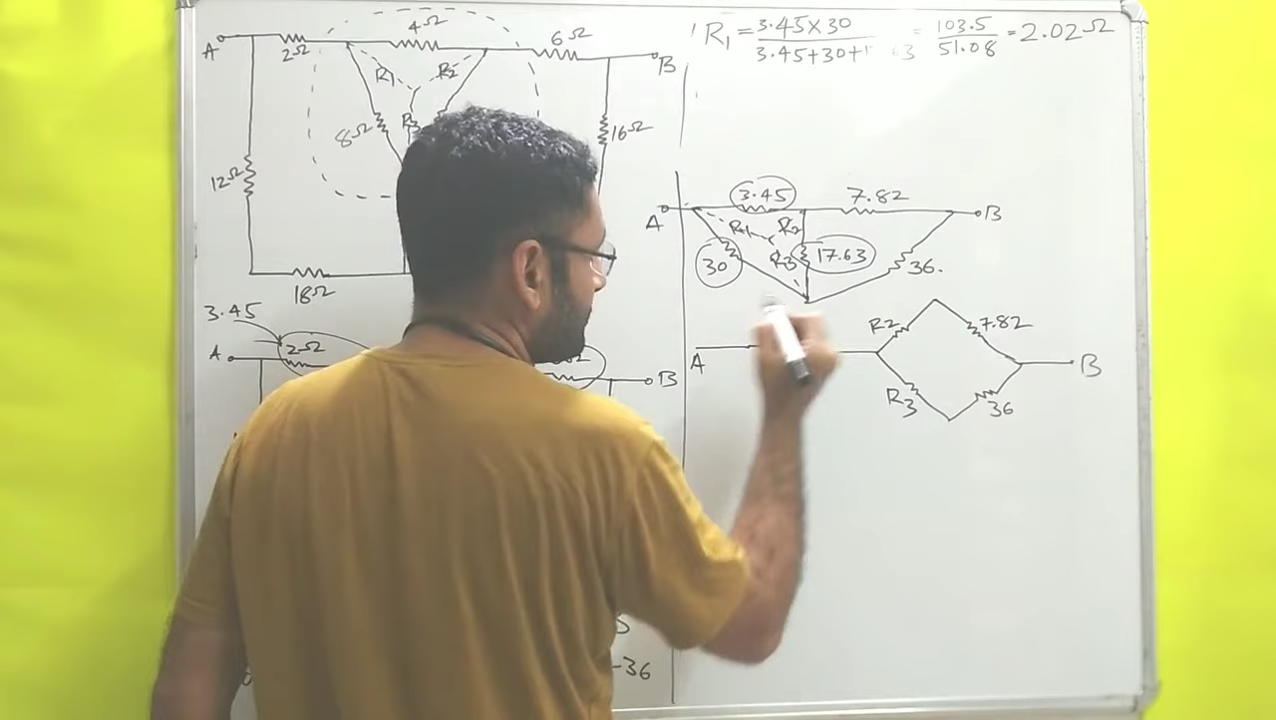 A
2Ω
4Ω
6Ω
B
R1
R2
8Ω
12Ω
16Ω
18Ω
3.45
A
2Ω
B
-36
R1 = 3.45×30 / 3.45+30+ 63 = 103.5 / 51.08 = 2.02Ω
A
3.45
7.82
B
R1
R2
R3
30
17.63
36.
A
R2
7.82
R3
36
B